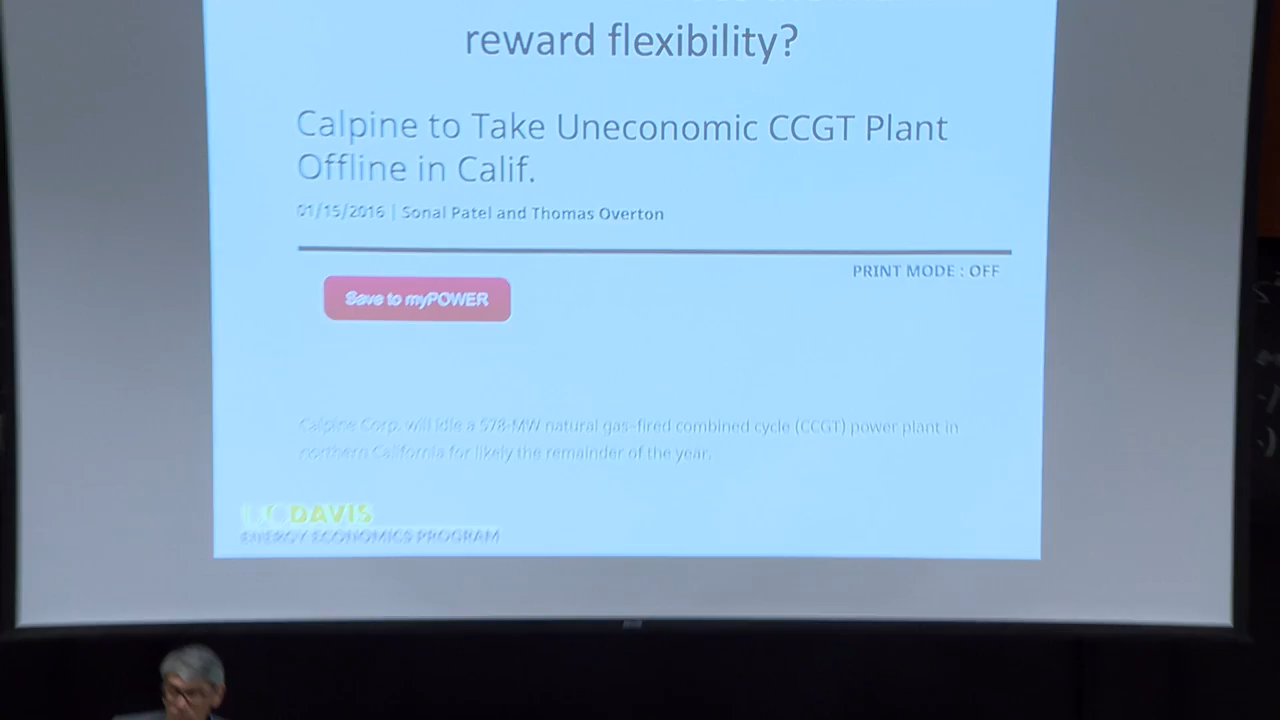 reward flexibility?
Calpine to Take Uneconomic CCGT Plant
Offline in Calif.
01/15/2016 | Sonal Patel and Thomas Overton
PRINT MODE : OFF
Save to myPOWER
Calpine Corp. will idle a 578-MW natural gas-fired combined cycle (CCGT) power plant in
northern California for likely the remainder of the year.
UCDAVIS
ENERGY ECONOMICS PROGRAM